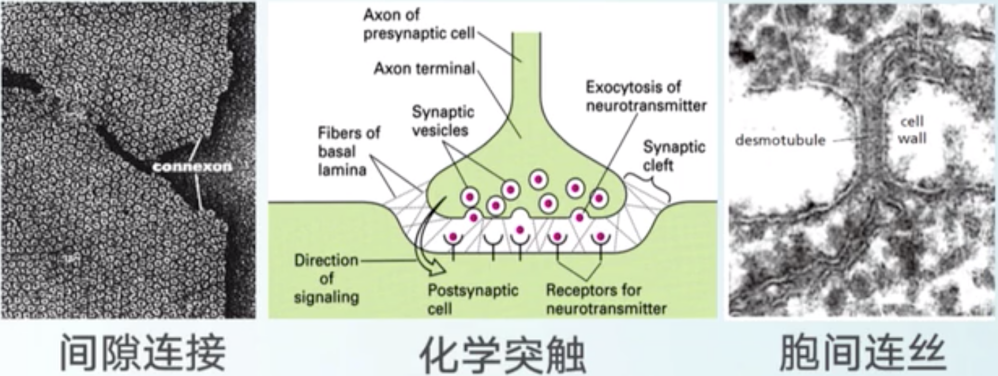 connexon
Axon of
presynaptic cell
Axon terminal
Synaptic
vesicles
Exocytosis of
neurotransmitter
Fibers of
basal
lamina
Synaptic
cleft
Direction
of
signaling
Postsynaptic
cell
Receptors for
neurotransmitter
desmotubule
cell
wall
间隙连接
化学突触
胞间连丝